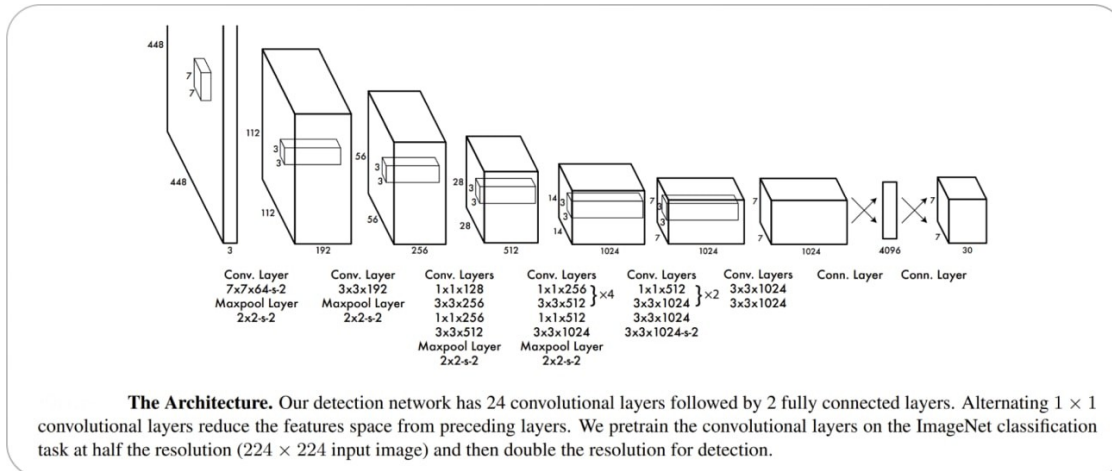 448
7
7
448
3
112
3
3
112
192
56
3
3
56
256
28
3
3
28
512
14
3
3
14
1024
7
3
3
7
1024
7
7
1024
4096
7
7
30
Conv. Layer
7x7x64-s-2
Maxpool Layer
2x2-s-2
Conv. Layer
3x3x192
Maxpool Layer
2x2-s-2
Conv. Layers
1x1x128
3x3x256
1x1x256
3x3x512
Maxpool Layer
2x2-s-2
Conv. Layers
1x1x256
3x3x512 }×4
1x1x512
3x3x1024
Maxpool Layer
2x2-s-2
Conv. Layers
1x1x512
3x3x1024 }×2
3x3x1024
3x3x1024-s-2
Conv. Layers
3x3x1024
3x3x1024
Conn. Layer
Conn. Layer
The Architecture. Our detection network has 24 convolutional layers followed by 2 fully connected layers. Alternating 1 × 1
convolutional layers reduce the features space from preceding layers. We pretrain the convolutional layers on the ImageNet classification
task at half the resolution (224 × 224 input image) and then double the resolution for detection.